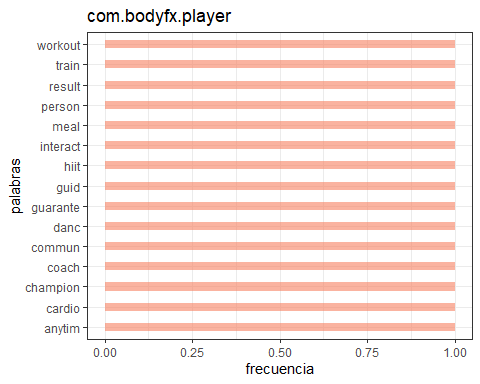 com.bodyfx.player
workout
train
result
person
meal
interact
hiit
guid
guarante
danc
commun
coach
champion
cardio
anytim
palabras
0.00 0.25 0.50 0.75 1.00
frecuencia